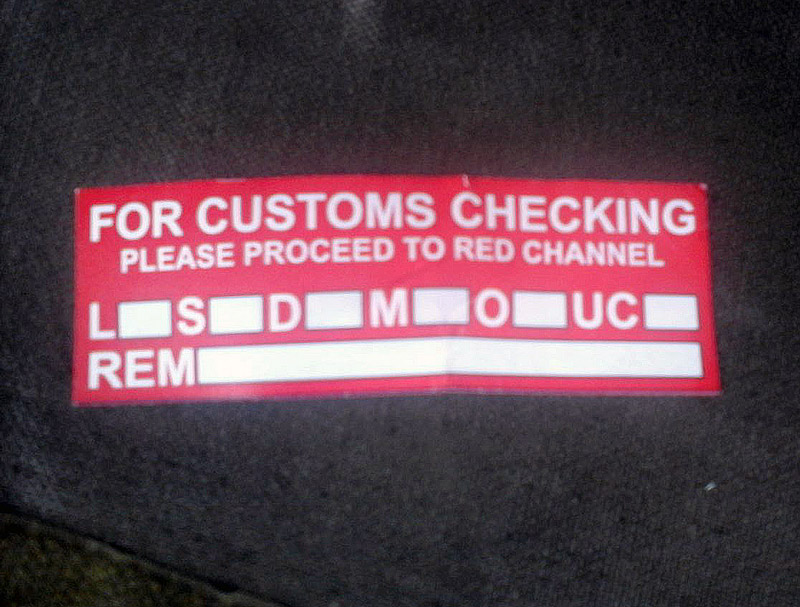 FOR CUSTOMS CHECKING
PLEASE PROCEED TO RED CHANNEL
L S D M O UC
REM